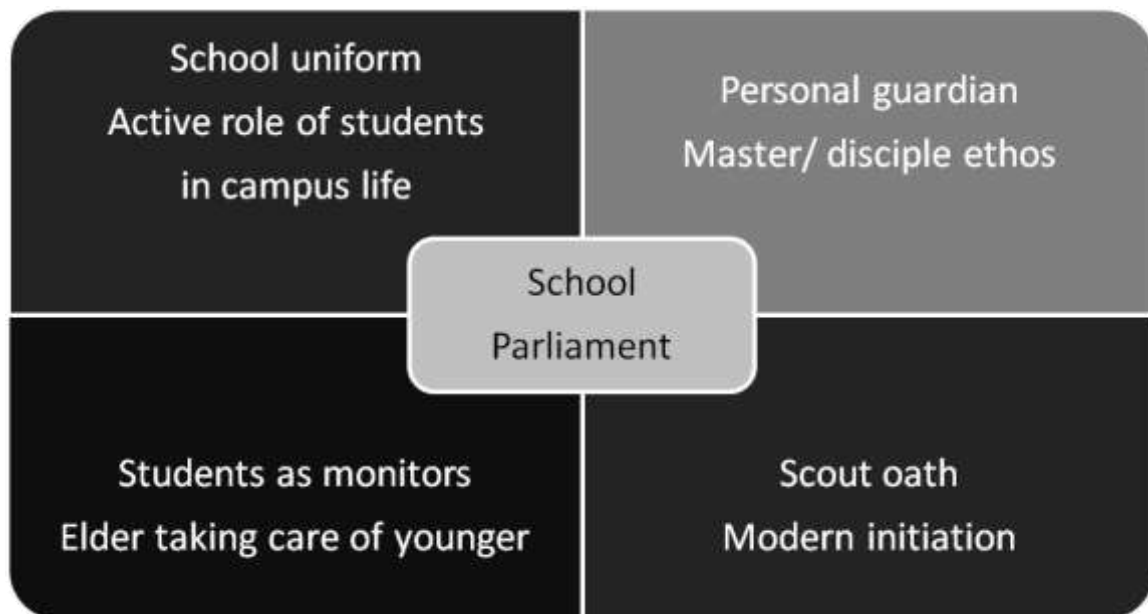 School uniform
Active role of students
in campus life
Personal guardian
Master/ disciple ethos
School
Parliament
Students as monitors
Elder taking care of younger
Scout oath
Modern initiation